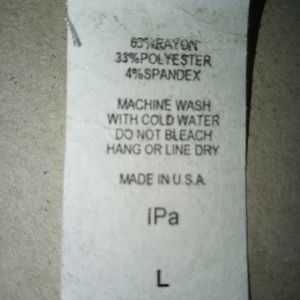 63%RAYON
33%POLYESTER
4%SPANDEX
MACHINE WASH
WITH COLD WATER
DO NOT BLEACH
HANG OR LINE DRY
MADE IN U.S.A.
iPa
L